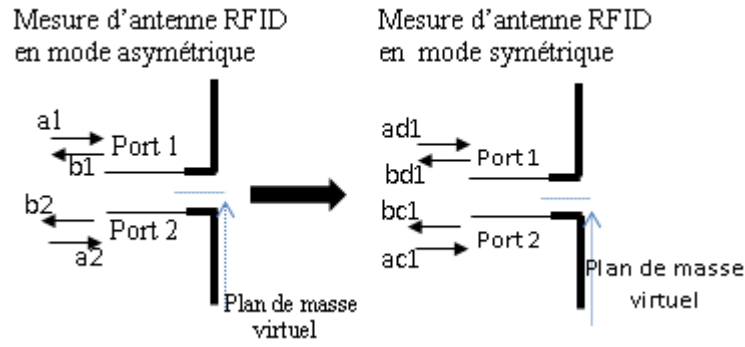 Mesure d'antenne RFID
en mode asymétrique
a1
Port 1
b1
b2
Port 2
a2
Plan de masse
virtuel
Mesure d'antenne RFID
en mode symétrique
ad1
Port 1
bd1
bc1
Port 2
ac1
Plan de masse
virtuel